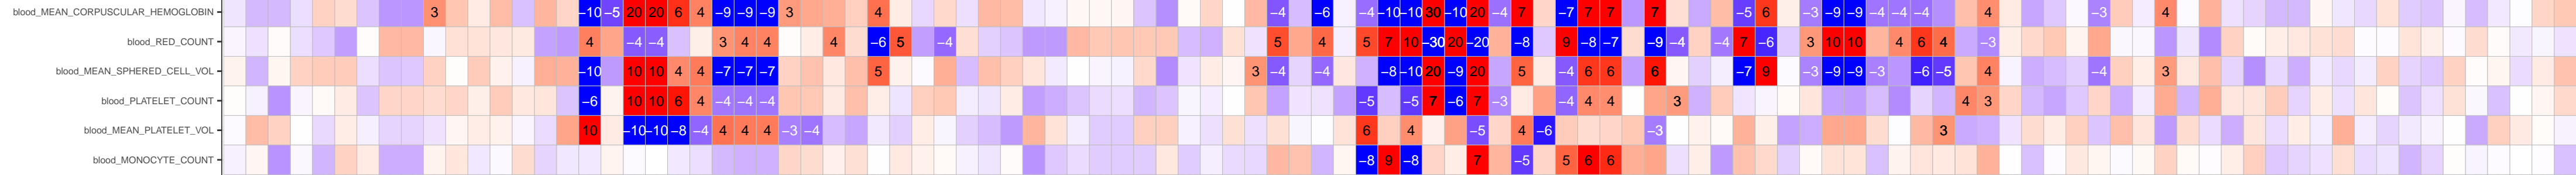 blood_MEAN_CORPUSCULAR_HEMOGLOBIN 3 −10 −5 20 20 6 4 −9 −9 −9 3 4 −4 −6 −4 −10 −10 30 −10 20 −4 7 −7 7 7 7 −5 6 −3 −9 −9 −4 −4 −4 4 −3 4
blood_RED_COUNT 4 −4 −4 3 4 4 4 −6 5 −4 5 4 5 7 10 −30 20 −20 −8 9 −8 −7 −9 −4 −4 7 −6 3 10 10 4 6 4 −3
blood_MEAN_SPHERED_CELL_VOL −10 10 10 4 4 −7 −7 −7 5 3 −4 −4 −8 −10 20 −9 20 5 −4 6 6 6 −7 9 −3 −9 −9 −3 −6 −5 4 −4 3
blood_PLATELET_COUNT −6 10 10 6 4 −4 −4 −4 −5 −5 7 −6 7 −3 −4 4 4 3 4 3
blood_MEAN_PLATELET_VOL 10 −10 −10 −8 −4 4 4 4 −3 −4 6 4 −5 4 −6 −3 3
blood_MONOCYTE_COUNT −8 9 −8 7 −5 5 6 6